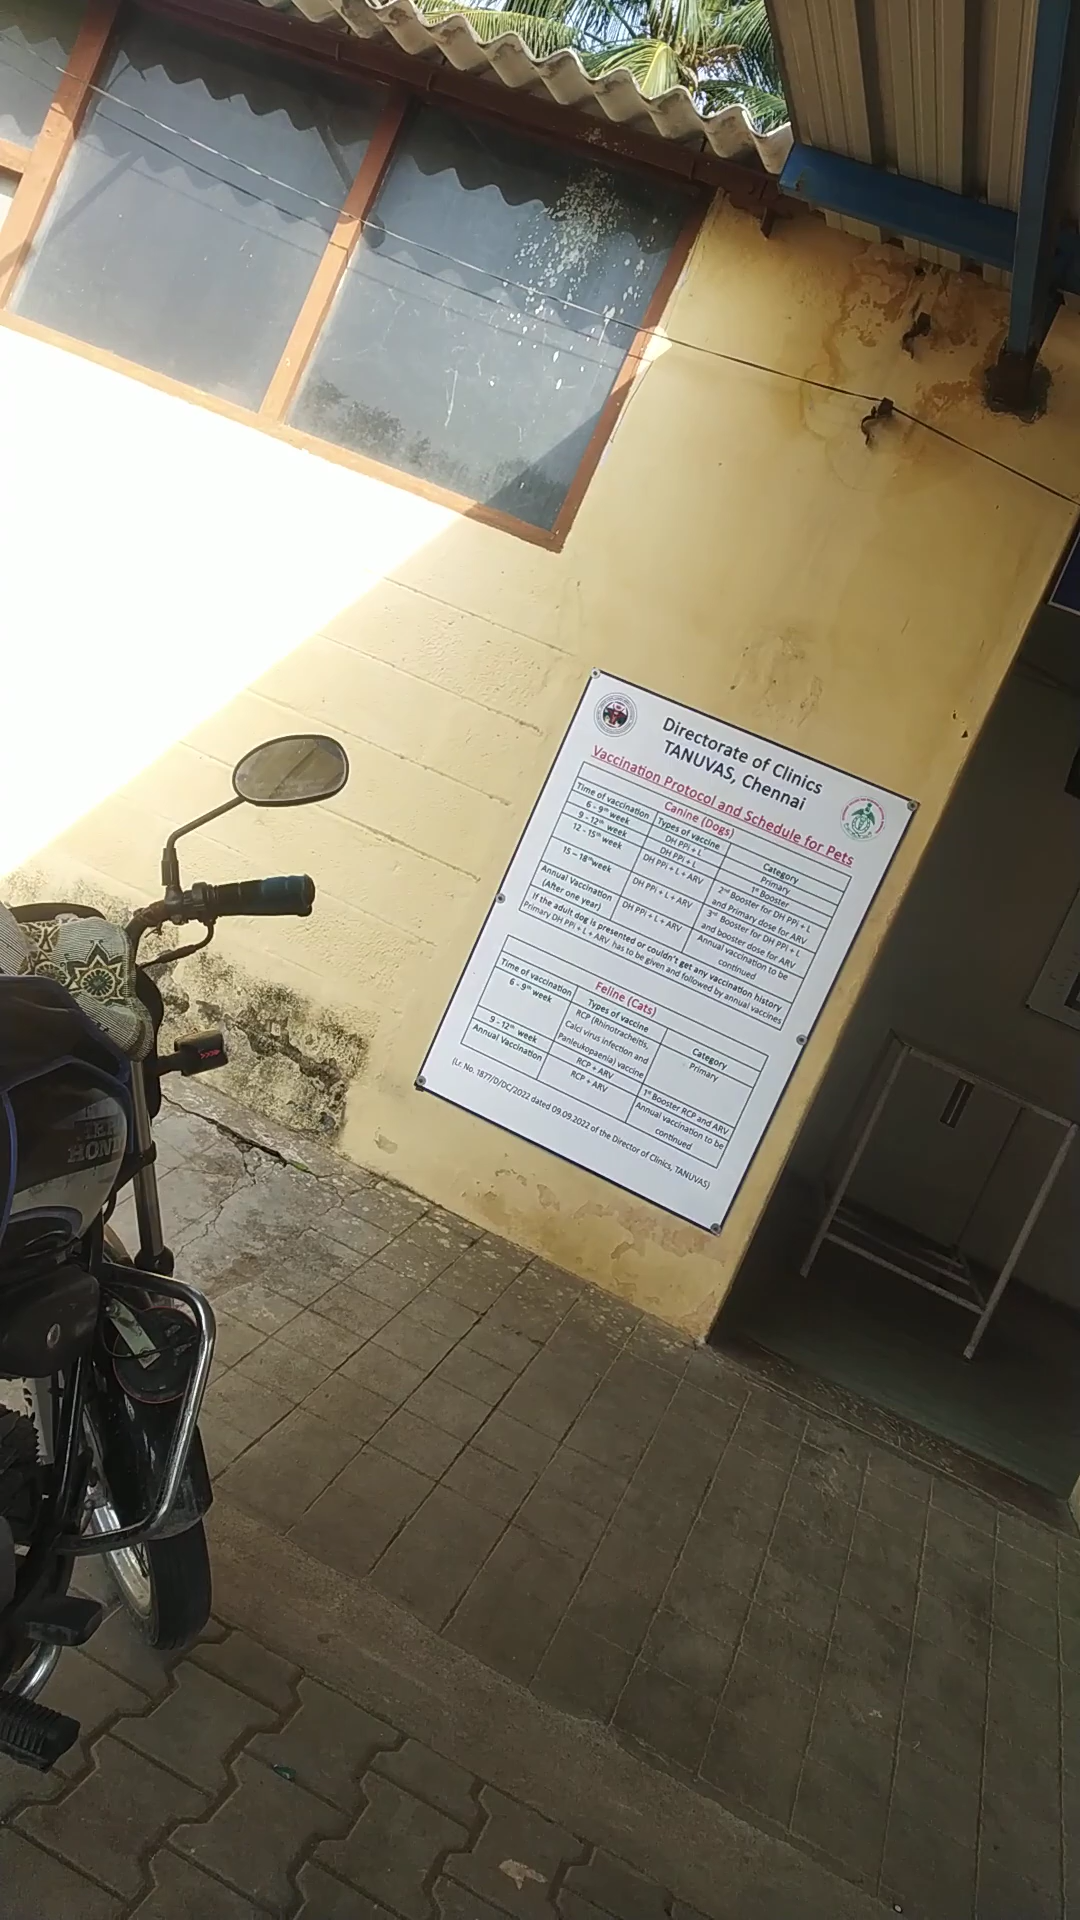 Directorate of Clinics
TANUVAS, Chennai
Vaccination Protocol and Schedule for Pets
Canine (Dogs)
Time of vaccination Types of vaccine Category
6 - 9th week DH PPi + L Primary
9 - 12th week DH PPi + L 1st Booster
12 - 15th week DH PPi + L + ARV 2nd Booster for DH PPi + L
and Primary dose for ARV
15 – 18th week DH PPi + L + ARV 3rd Booster for DH PPi + L
and booster dose for ARV
Annual Vaccination
(After one year) DH PPi + L + ARV Annual vaccination to be
continued
If the adult dog is presented or couldn't get any vaccination history
Primary DH PPi + L + ARV has to be given and followed by annual vaccines
Feline (Cats)
Time of vaccination Types of vaccine Category
6 - 9th week RCP (Rhinotracheitis,
Calci virus infection and
Panleukopaenia) vaccine Primary
9 - 12th week RCP + ARV 1st Booster RCP and ARV
Annual Vaccination RCP + ARV Annual vaccination to be
continued
(Lr. No. 1877/D/DC/2022 dated 09.09.2022 of the Director of Clinics, TANUVAS)